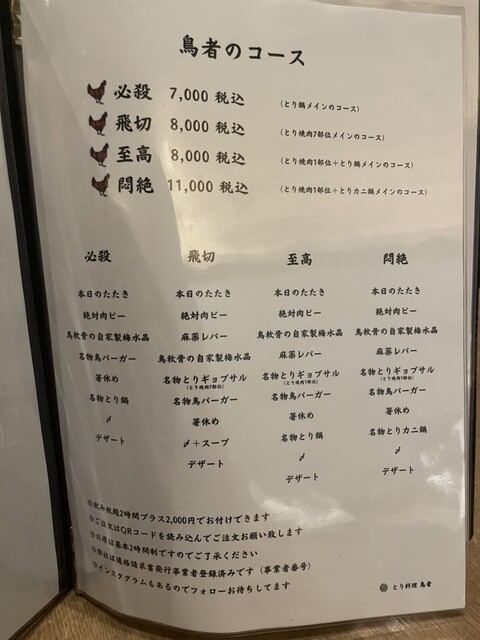 鳥者のコース
必殺 7,000 税込 (とり鍋メインのコース)
飛切 8,000 税込 (とり焼肉7部位メインのコース)
至高 8,000 税込 (とり焼肉1部位+とり鍋メインのコース)
悶絶 11,000 税込 (とり焼肉1部位+とりカニ鍋メインのコース)
必殺
本日のたたき
絶対肉ビー
鳥軟骨の自家製梅水晶
名物鳥バーガー
箸休め
名物とり鍋
〆
デザート
飛切
本日のたたき
絶対肉ビー
麻薬レバー
鳥軟骨の自家製梅水晶
名物とりギョプサル
(とり焼肉7部位)
名物鳥バーガー
箸休め
〆+スープ
デザート
至高
本日のたたき
絶対肉ビー
鳥軟骨の自家製梅水晶
麻薬レバー
名物とりギョプサル
(とり焼肉1部位)
名物鳥バーガー
箸休め
名物とり鍋
〆
デザート
悶絶
本日のたたき
絶対肉ビー
鳥軟骨の自家製梅水晶
麻薬レバー
名物とりギョプサル
(とり焼肉1部位)
名物鳥バーガー
箸休め
名物とりカニ鍋
〆
デザート
※飲み放題2時間プラス2,000円でお付けできます
※ご注文はQRコードを読み込んでご注文お願い致します
※お席は基本2時間制ですのでご了承ください
※弊社は適格請求書発行事業者登録済みです(事業者番号)
※インスタグラムもあるのでフォローお待ちしてます
とり料理 鳥者